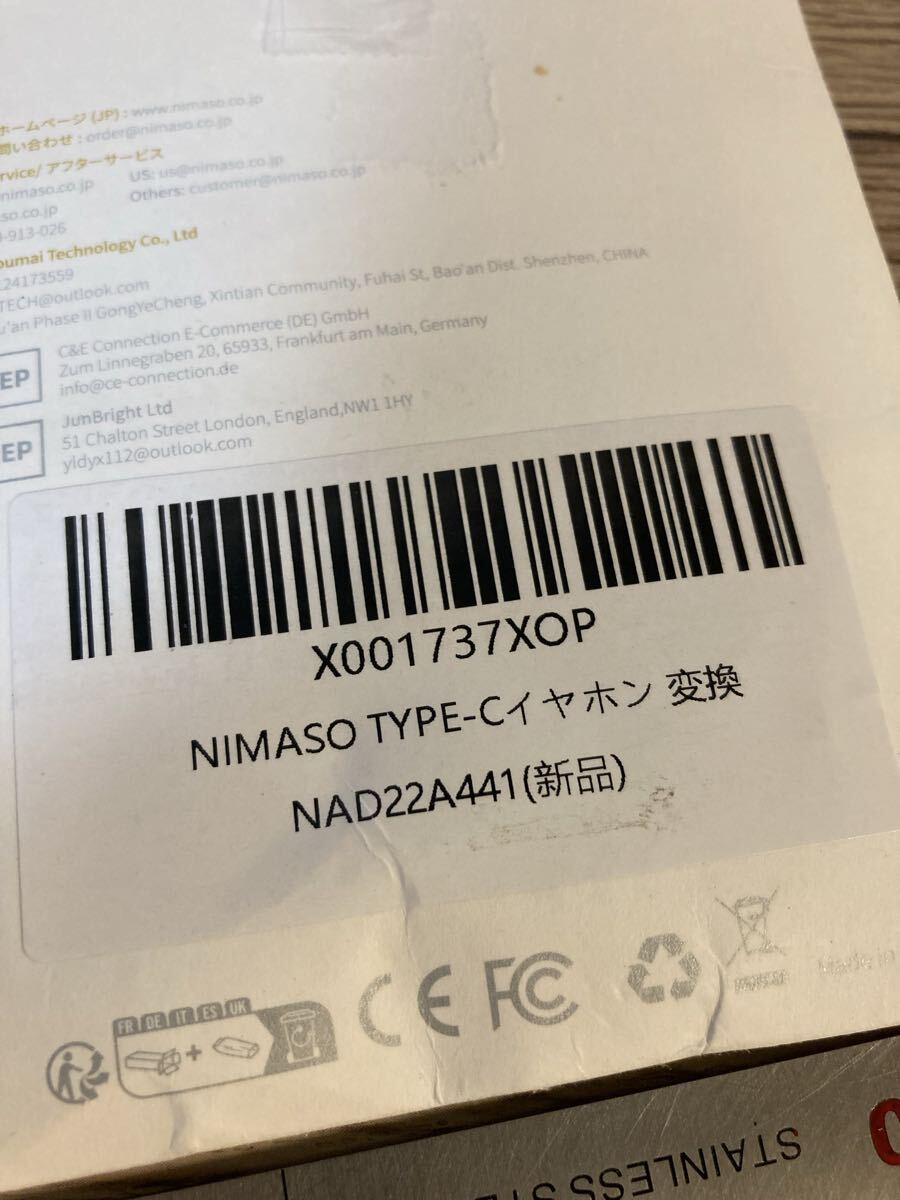 ホームページ (JP) : www.nimaso.co.jp
問い合わせ : order@nimaso.co.jp
rvice/ アフターサービス
nimaso.co.jp US: us@nimaso.co.jp
so.co.jp Others: customer@nimaso.co.jp
-913-026
oumai Technology Co., Ltd
24173559
TECH@outlook.com
u'an Phase II GongYeCheng, Xintian Community, Fuhai St, Bao'an Dist. Shenzhen, CHINA
EP
C&E Connection E-Commerce (DE) GmbH
Zum Linnegraben 20, 65933, Frankfurt am Main, Germany
info@ce-connection.de
EP
JumBright Ltd
51 Chalton Street London, England,NW1 1HY
yldyx112@outlook.com
X001737XOP
NIMASO TYPE-Cイヤホン 変換
NAD22A441(新品)
FR DE IT ES UK
+
CE FC
Made in
STAINLESS STE